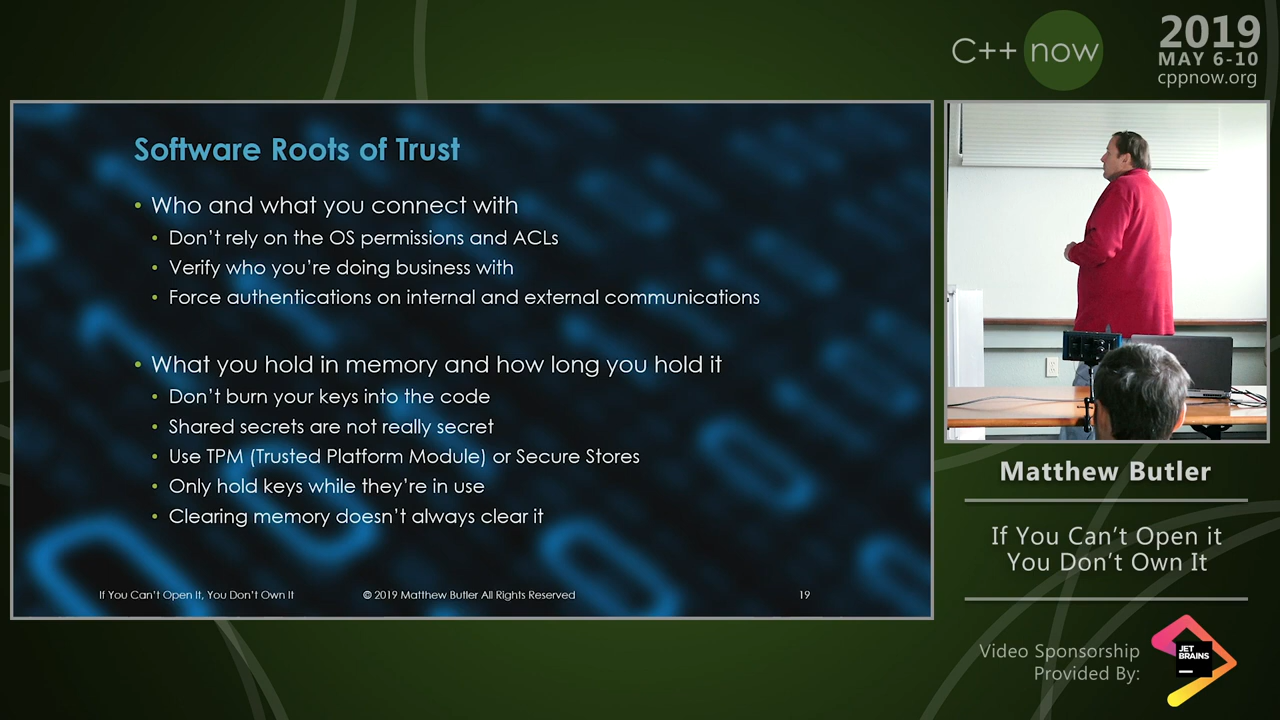 C++ now
2019
MAY 6-10
cppnow.org
Software Roots of Trust
• Who and what you connect with
• Don't rely on the OS permissions and ACLs
• Verify who you're doing business with
• Force authentications on internal and external communications
• What you hold in memory and how long you hold it
• Don't burn your keys into the code
• Shared secrets are not really secret
• Use TPM (Trusted Platform Module) or Secure Stores
• Only hold keys while they're in use
• Clearing memory doesn't always clear it
If You Can't Open It, You Don't Own It
© 2019 Matthew Butler All Rights Reserved
19
Matthew Butler
If You Can't Open it
You Don't Own It
Video Sponsorship
Provided By:
JET
BRAINS